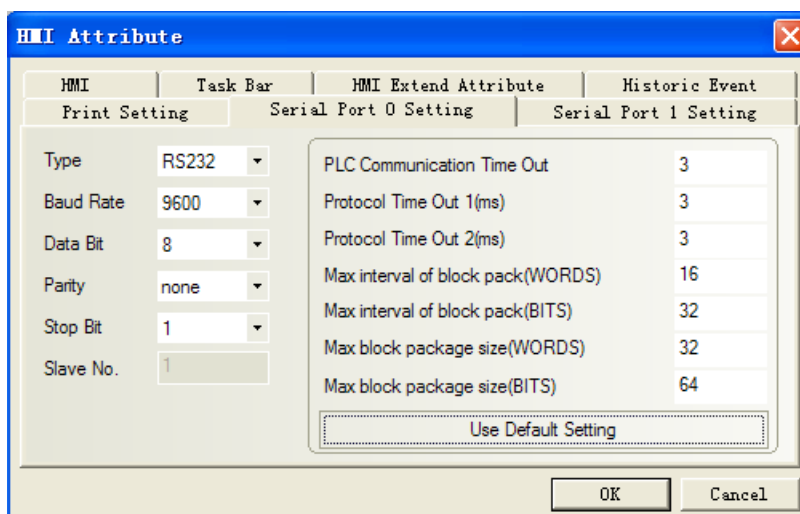 HMI Attribute
HMI Task Bar HMI Extend Attribute Historic Event
Print Setting Serial Port 0 Setting Serial Port 1 Setting
Type RS232
Baud Rate 9600
Data Bit 8
Parity none
Stop Bit 1
Slave No. 1
PLC Communication Time Out 3
Protocol Time Out 1(ms) 3
Protocol Time Out 2(ms) 3
Max interval of block pack(WORDS) 16
Max interval of block pack(BITS) 32
Max block package size(WORDS) 32
Max block package size(BITS) 64
Use Default Setting
OK Cancel